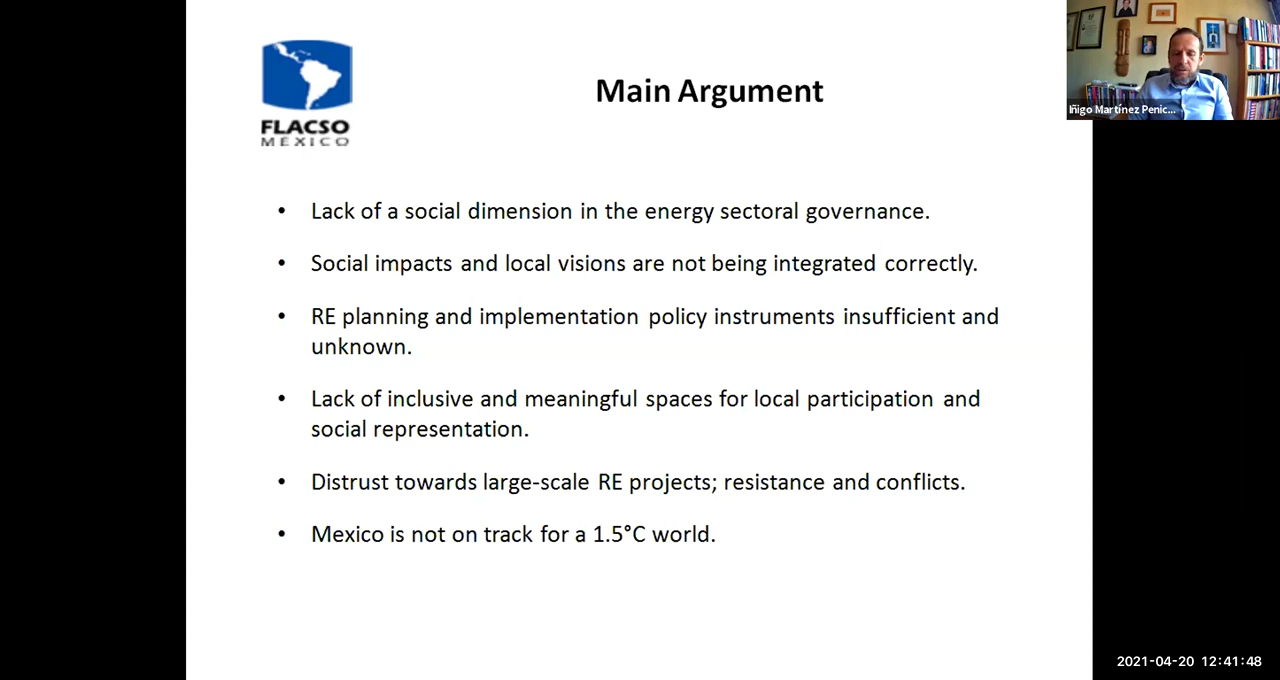 FLACSO
MEXICO
Main Argument
Iñigo Martínez Penic...
• Lack of a social dimension in the energy sectoral governance.
• Social impacts and local visions are not being integrated correctly.
• RE planning and implementation policy instruments insufficient and
unknown.
• Lack of inclusive and meaningful spaces for local participation and
social representation.
• Distrust towards large-scale RE projects; resistance and conflicts.
• Mexico is not on track for a 1.5°C world.
2021-04-20 12:41:48